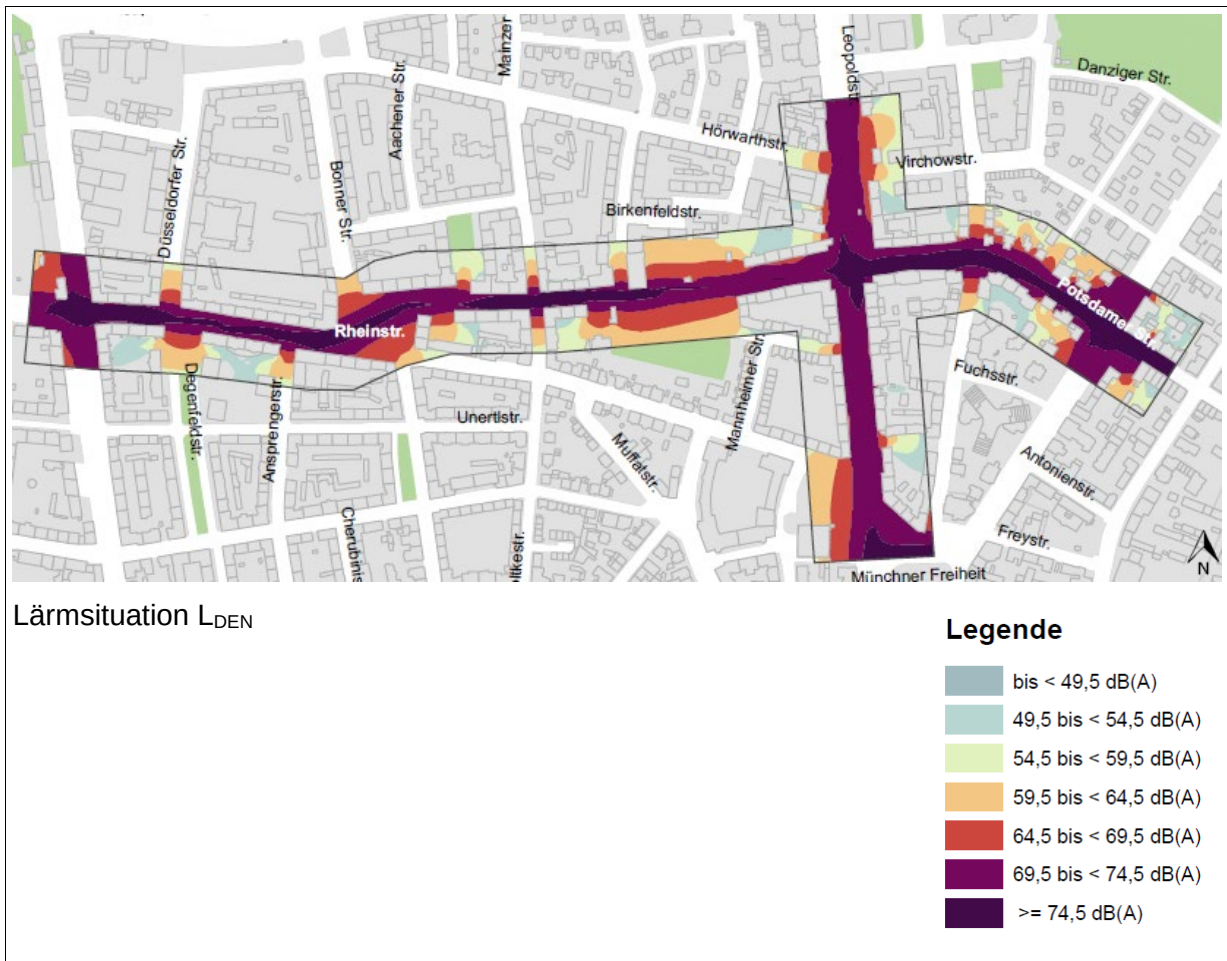 Mainzer
Aachener Str.
Leopoldstr.
Danziger Str.
Hörwarthstr.
Virchowstr.
Düsseldorfer Str.
Bonner Str.
Birkenfeldstr.
Rheinstr.
Potsdamer Str.
Degenfeldstr.
Ansprengerstr.
Unertlstr.
Mannheimer Str.
Fuchsstr.
Muffatstr.
Antonienstr.
Cherubinis
oltkestr.
Freystr.
Münchner Freiheit
N
Lärmsituation LDEN
Legende
bis < 49,5 dB(A)
49,5 bis < 54,5 dB(A)
54,5 bis < 59,5 dB(A)
59,5 bis < 64,5 dB(A)
64,5 bis < 69,5 dB(A)
69,5 bis < 74,5 dB(A)
>= 74,5 dB(A)